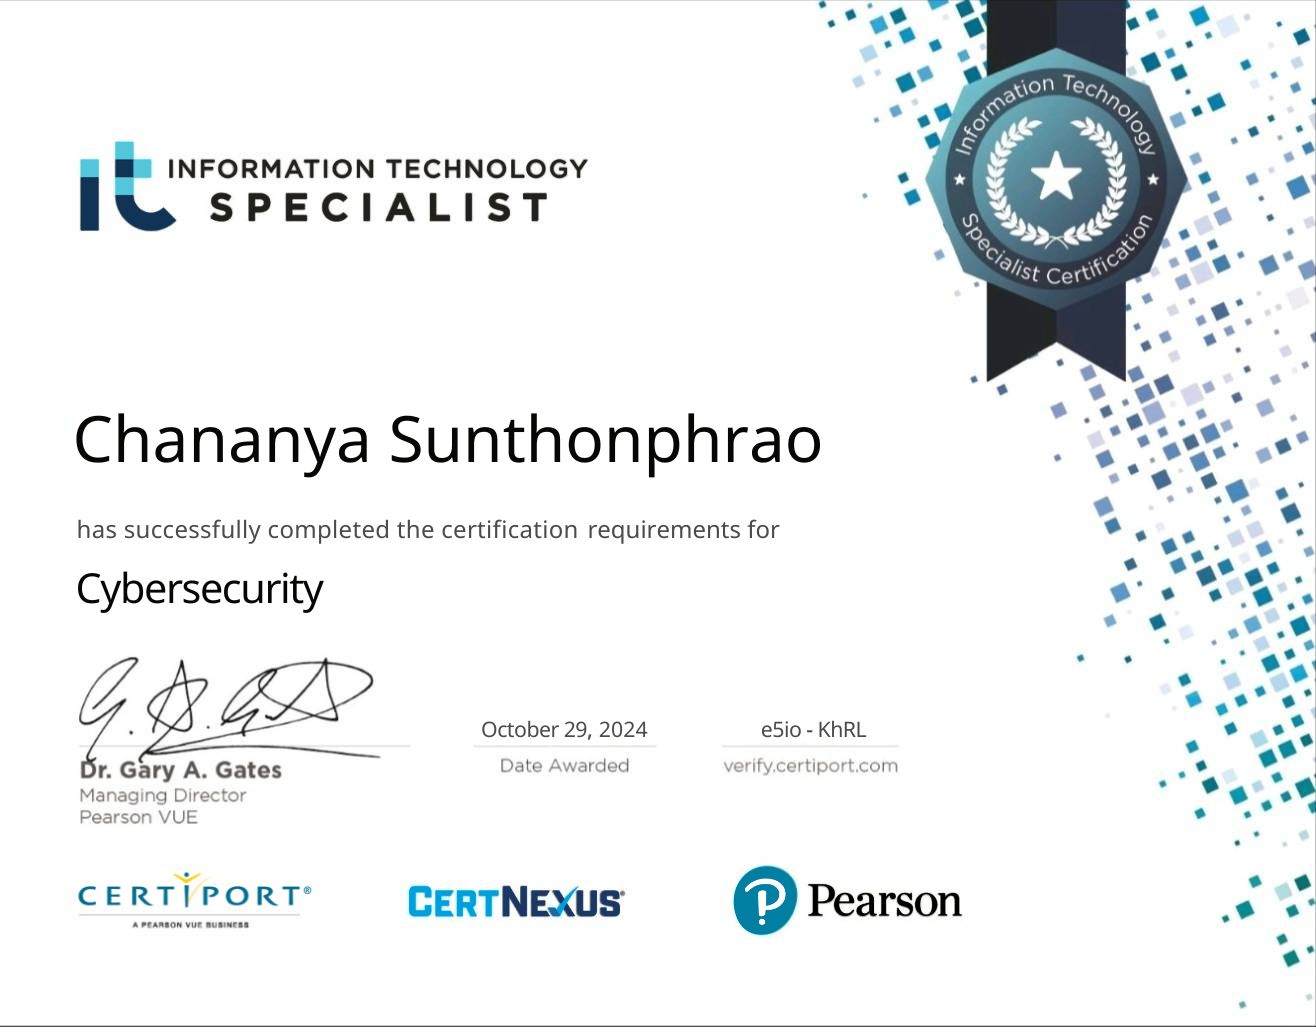 Information Technology
Specialist Certification
it INFORMATION TECHNOLOGY
SPECIALIST
Chananya Sunthonphrao
has successfully completed the certification requirements for
Cybersecurity
October 29, 2024
e5io - KhRL
Dr. Gary A. Gates
Date Awarded
verify.certiport.com
Managing Director
Pearson VUE
CERTIPORT®
A PEARSON VUE BUSINESS
CERTNEXUS®
P Pearson